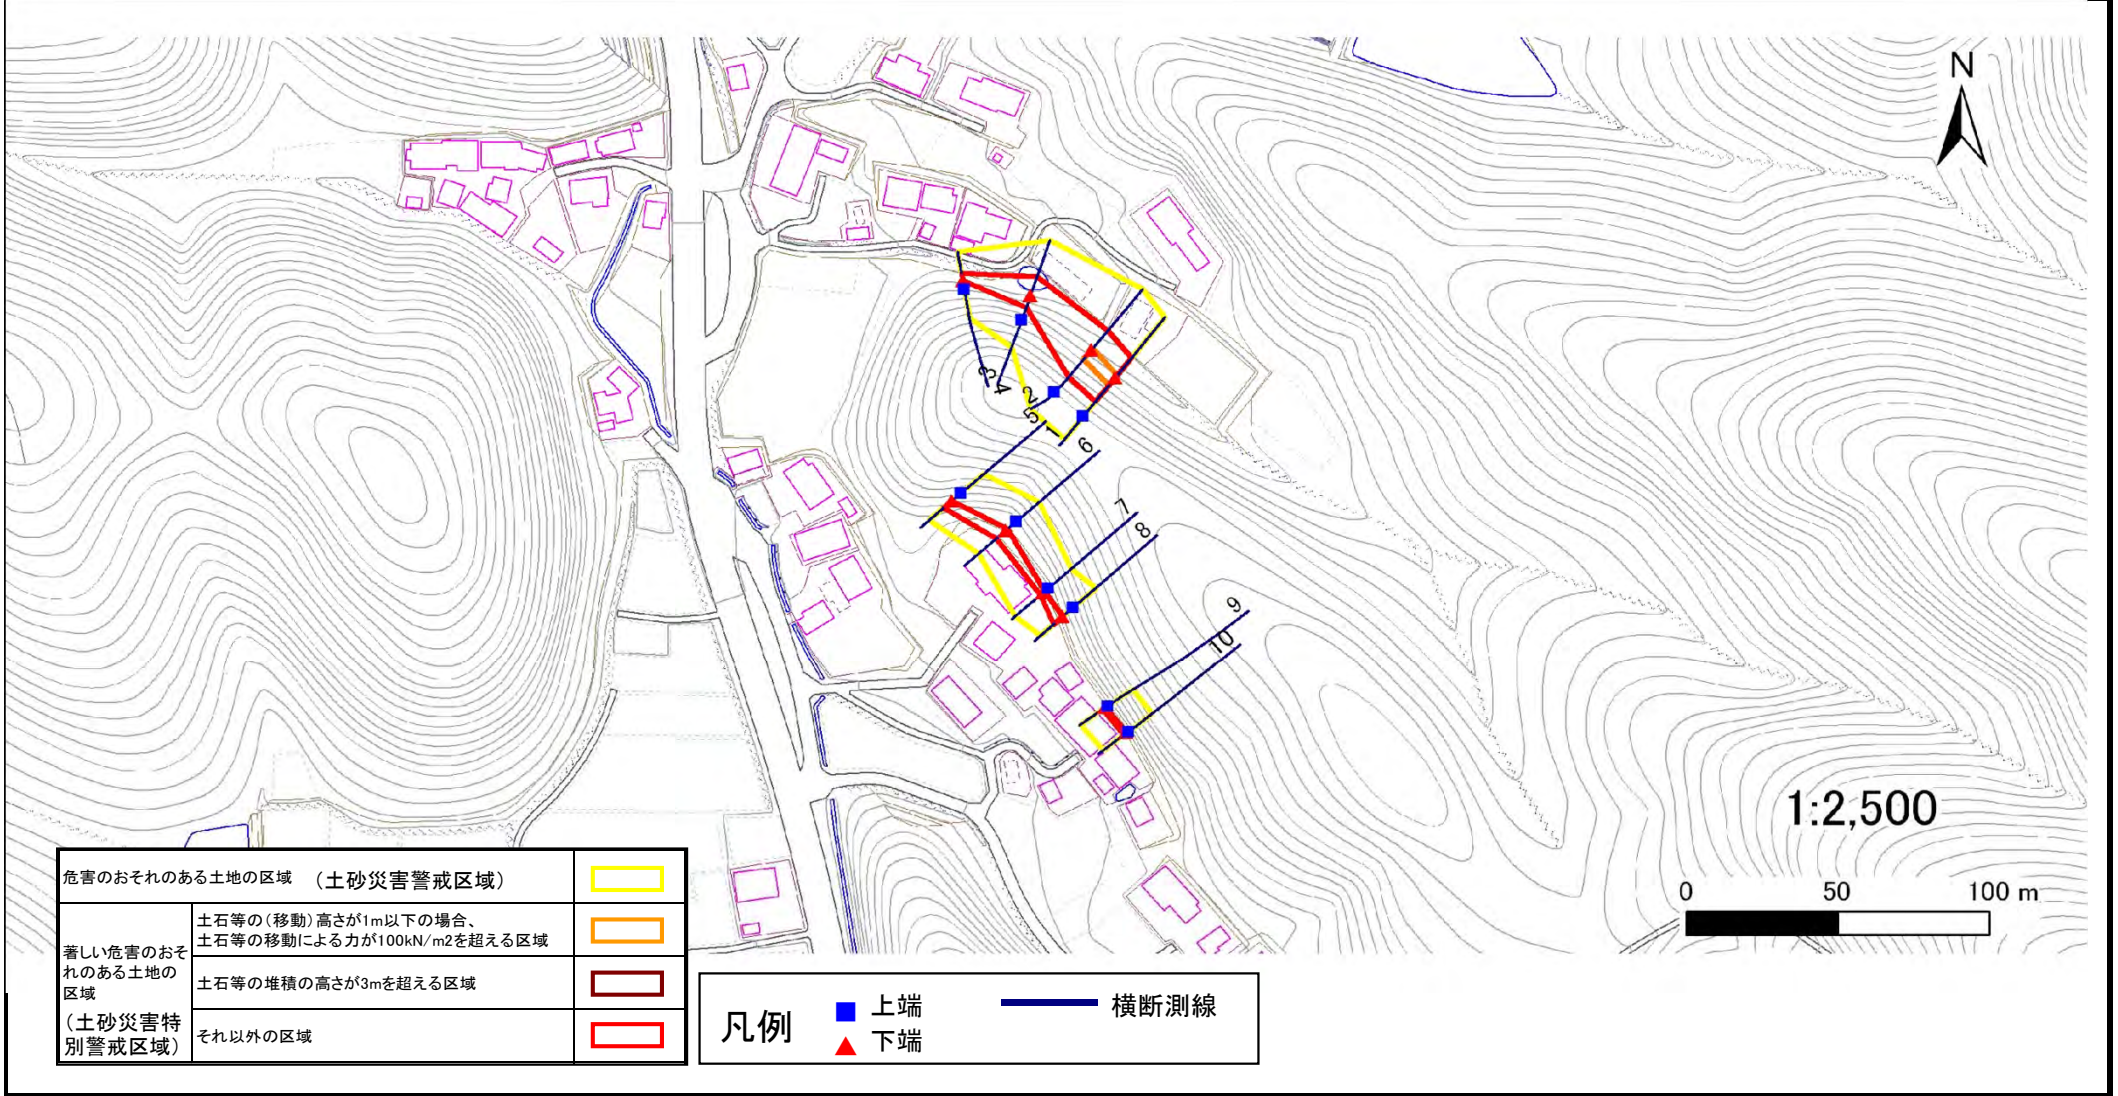 N
3
4
2
5
1
6
7
8
9
10
1:2,500
0 50 100 m
危害のおそれのある土地の区域 (土砂災害警戒区域)
著しい危害のおそ
れのある土地の
区域
(土砂災害特
別警戒区域)
土石等の(移動)高さが1m以下の場合、
土石等の移動による力が100kN/m2を超える区域
土石等の堆積の高さが3mを超える区域
それ以外の区域
凡例
上端
下端
横断測線